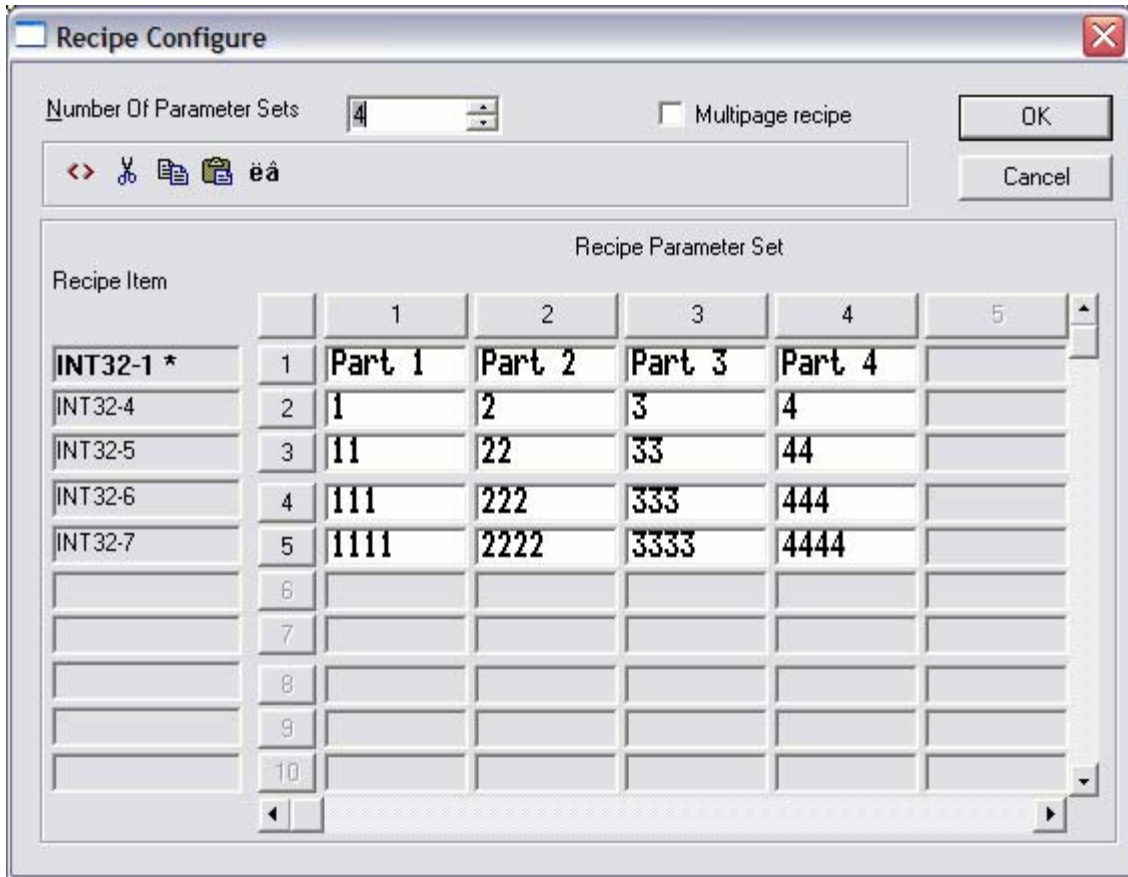 Recipe Configure
Number Of Parameter Sets 4 Multipage recipe OK
<> ëâ Cancel
Recipe Parameter Set
Recipe Item
1 2 3 4 5
INT32-1 * 1 Part 1 Part 2 Part 3 Part 4
INT32-4 2 1 2 3 4
INT32-5 3 11 22 33 44
INT32-6 4 111 222 333 444
INT32-7 5 1111 2222 3333 4444
6
7
8
9
10